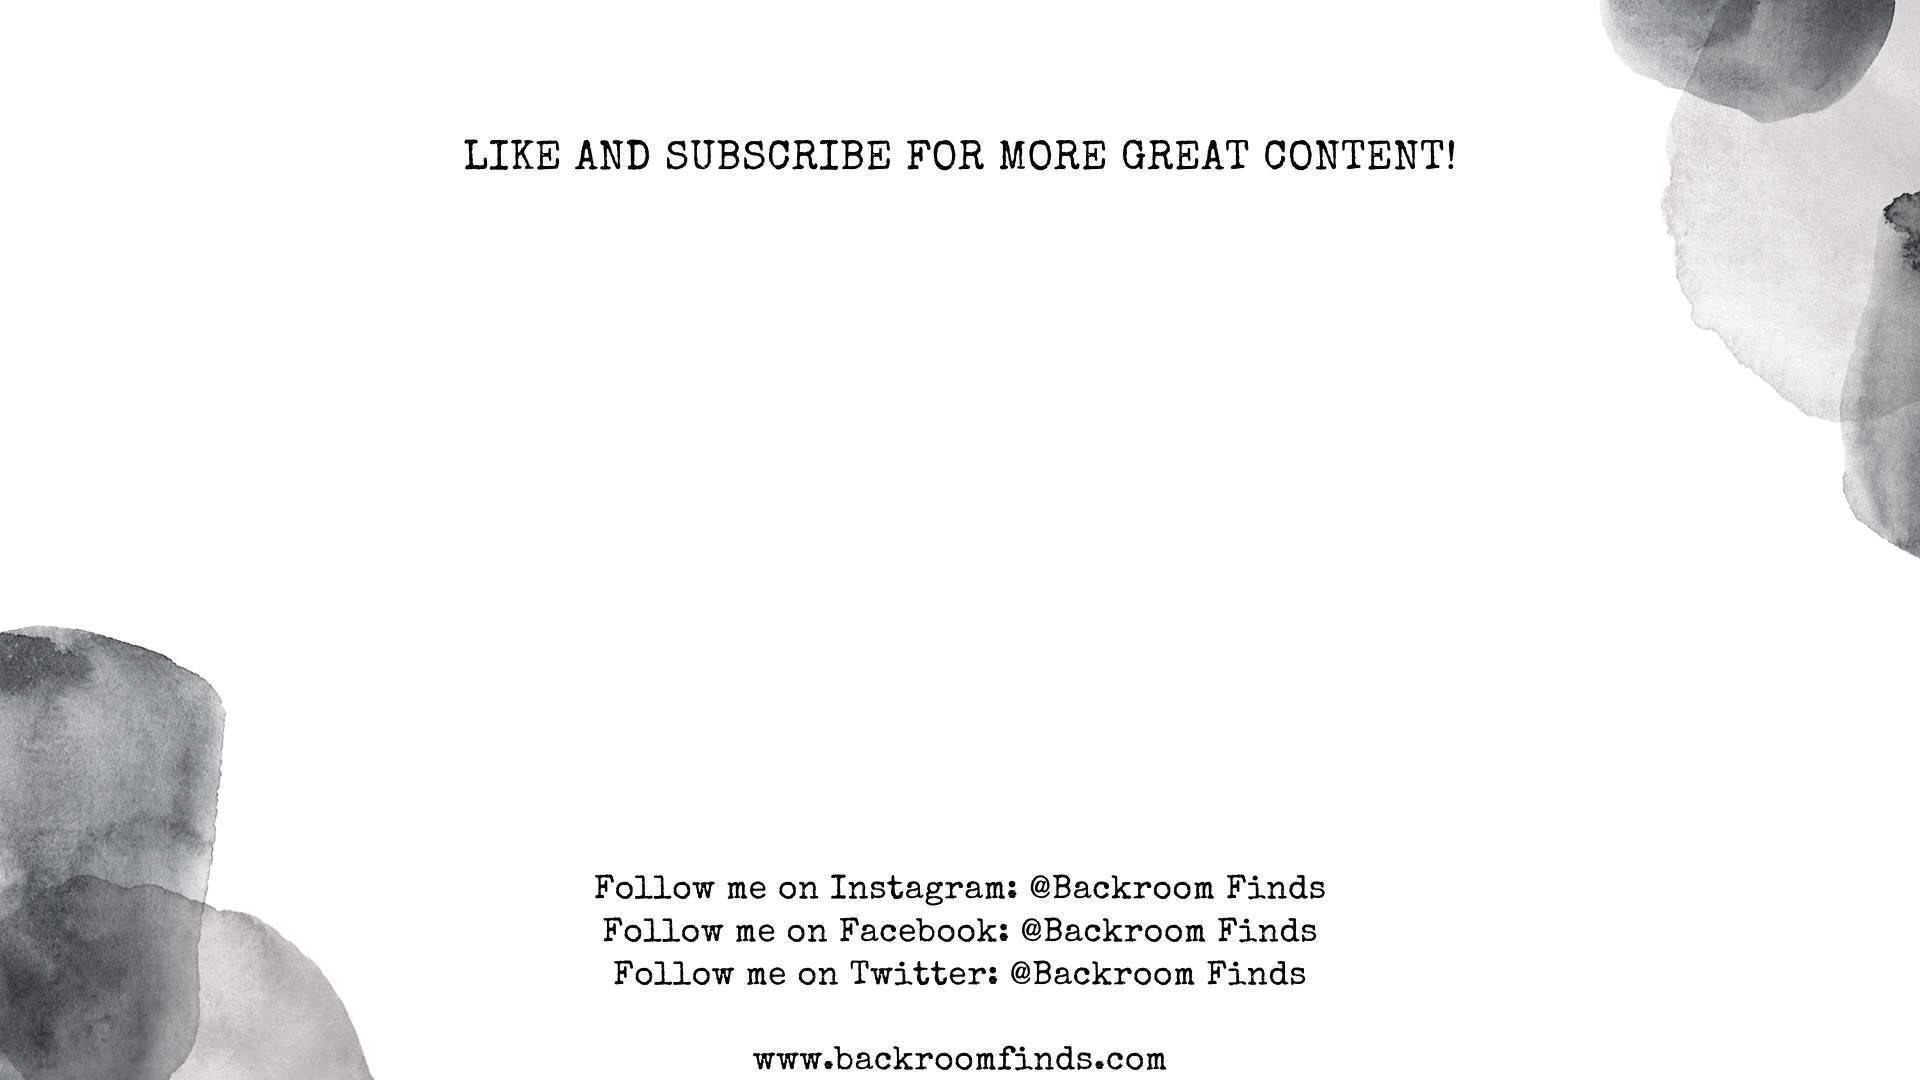 LIKE AND SUBSCRIBE FOR MORE GREAT CONTENT!
Follow me on Instagram: @Backroom Finds
Follow me on Facebook: @Backroom Finds
Follow me on Twitter: @Backroom Finds
www.backroomfinds.com